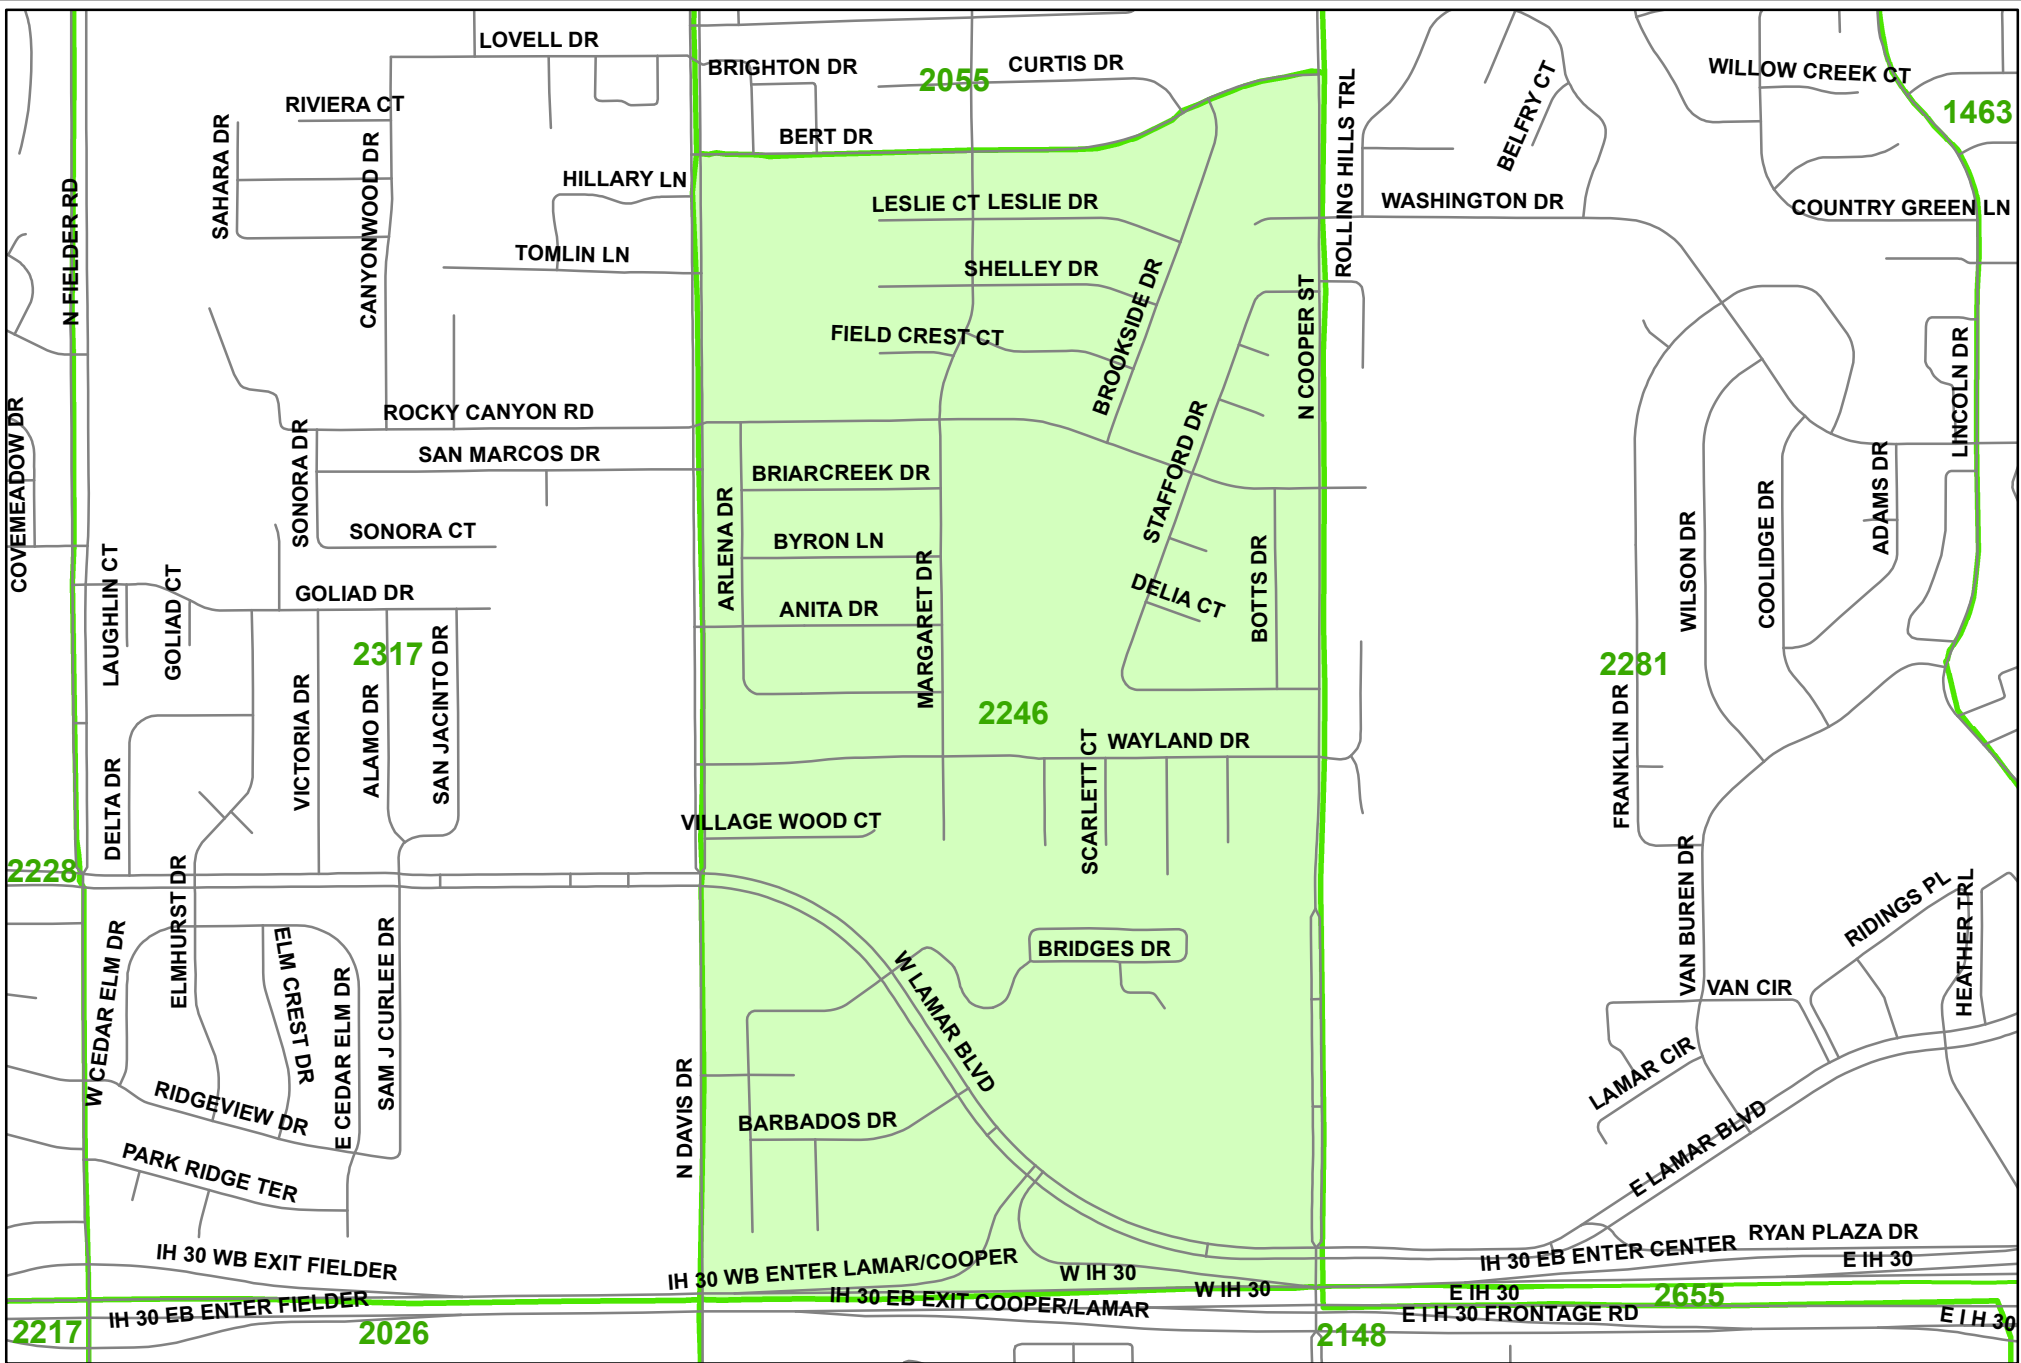 LOVELL DR
BRIGHTON DR
2055
CURTIS DR
WILLOW CREEK CT
1463
RIVIERA CT
BERT DR
ROLLING HILLS TRL
BELFRY CT
SAHARA DR
CANYONWOOD DR
HILLARY LN
LESLIE CT
LESLIE DR
WASHINGTON DR
COUNTRY GREEN LN
N FIELDER RD
TOMLIN LN
SHELLEY DR
BROOKSIDE DR
N COOPER ST
FIELD CREST CT
LINCOLN DR
COVEMEADOW DR
ROCKY CANYON RD
SONORA DR
SAN MARCOS DR
BRIARCREEK DR
STAFFORD DR
ADAMS DR
SONORA CT
ARLENA DR
BYRON LN
WILSON DR
COOLIDGE DR
LAUGHLIN CT
GOLIAD CT
GOLIAD DR
ANITA DR
MARGARET DR
DELIA CT
BOTTS DR
2317
2281
VICTORIA DR
ALAMO DR
SAN JACINTO DR
2246
FRANKLIN DR
DELTA DR
SCARLETT CT
WAYLAND DR
VILLAGE WOOD CT
2228
ELMHURST DR
VAN BUREN DR
RIDINGS PL
HEATHER TRL
W CEDAR ELM DR
ELM CREST DR
E CEDAR ELM DR
SAM J CURLEE DR
BRIDGES DR
W LAMAR BLVD
VAN CIR
LAMAR CIR
RIDGEVIEW DR
N DAVIS DR
BARBADOS DR
E LAMAR BLVD
PARK RIDGE TER
RYAN PLAZA DR
IH 30 WB EXIT FIELDER
IH 30 WB ENTER LAMAR/COOPER
W IH 30
IH 30 EB ENTER CENTER
E IH 30
W IH 30
E IH 30
2655
IH 30 EB ENTER FIELDER
IH 30 EB EXIT COOPER/LAMAR
E I H 30 FRONTAGE RD
E I H 30
2217
2026
2148